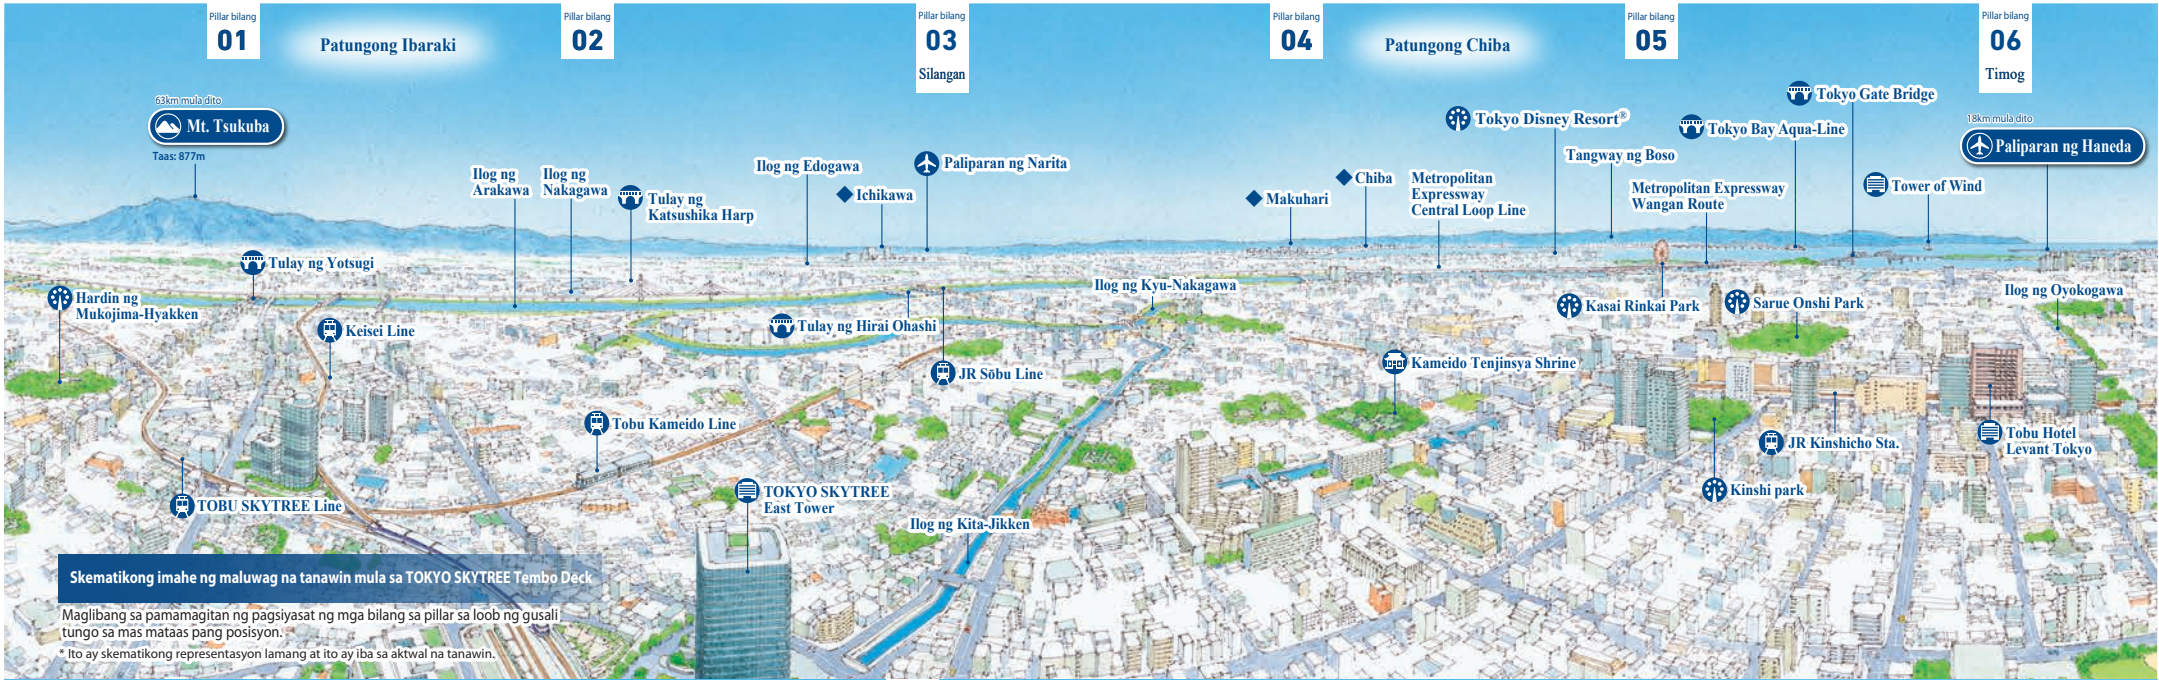 Pillar bilang
01
Patungong Ibaraki
Pillar bilang
02
Pillar bilang
03
Silangan
Pillar bilang
04
Patungong Chiba
Pillar bilang
05
Pillar bilang
06
Timog
63km mula dito
Mt. Tsukuba
Taas: 877m
Ilog ng
Arakawa
Ilog ng
Nakagawa
Tulay ng
Katsushika Harp
Ilog ng Edogawa
Ichikawa
Paliparan ng Narita
Makuhari
Chiba
Metropolitan
Expressway
Central Loop Line
Tokyo Disney Resort®
Tangway ng Boso
Metropolitan Expressway
Wangan Route
Tokyo Bay Aqua-Line
Tokyo Gate Bridge
Tower of Wind
18km mula dito
Paliparan ng Haneda
Tulay ng Yotsugi
Hardin ng
Mukojima-Hyakken
Keisei Line
Tulay ng Hirai Ohashi
Ilog ng Kyu-Nakagawa
Kasai Rinkai Park
Sarue Onshi Park
Ilog ng Oyokogawa
JR Sōbu Line
Kameido Tenjinsya Shrine
Tobu Kameido Line
JR Kinshicho Sta.
Tobu Hotel
Levant Tokyo
TOBU SKYTREE Line
TOKYO SKYTREE
East Tower
Kinshi park
Ilog ng Kita-Jikken
Skematikong imahe ng maluwag na tanawin mula sa TOKYO SKYTREE Tembo Deck
Maglibang sa pamamagitan ng pagsiyasat ng mga bilang sa pillar sa loob ng gusali
tungo sa mas mataas pang posisyon.
* Ito ay skematikong representasyon lamang at ito ay iba sa aktwal na tanawin.